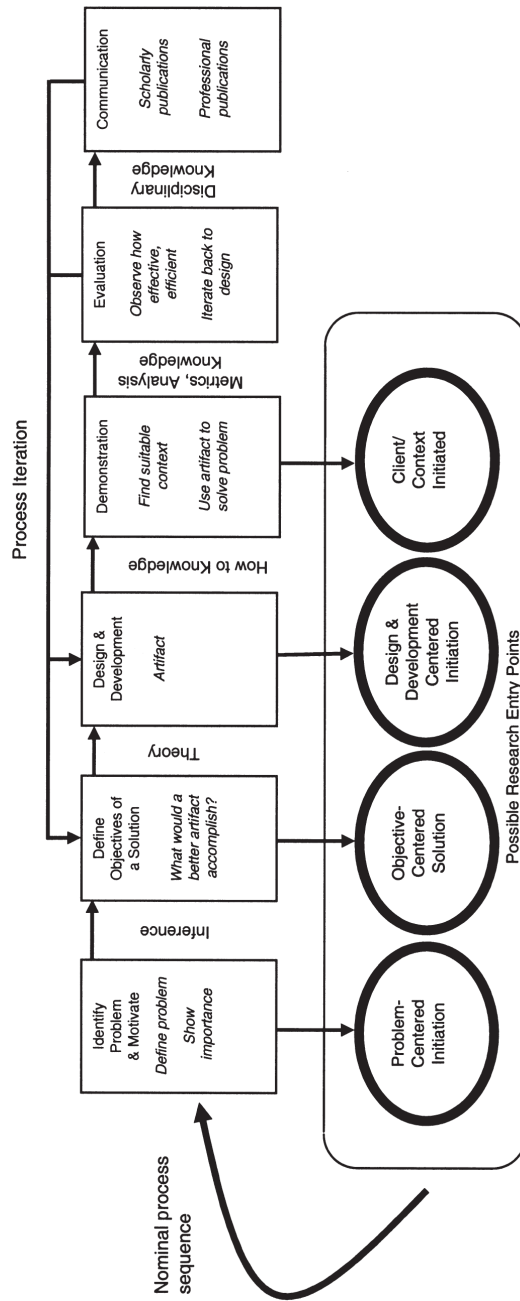 Process Iteration
Nominal process
sequence
Identify
Problem
& Motivate
Define problem
Show
importance
Inference
Define
Objectives of
a Solution
What would a
better artifact
accomplish?
Theory
Design &
Development
Artifact
How to Knowledge
Demonstration
Find suitable
context
Use artifact to
solve problem
Metrics, Analysis
Knowledge
Evaluation
Observe how
effective,
efficient
Iterate back to
design
Disciplinary
Knowledge
Communication
Scholarly
publications
Professional
publications
Problem-
Centered
Initiation
Objective-
Centered
Solution
Design &
Development
Centered
Initiation
Client/
Context
Initiated
Possible Research Entry Points